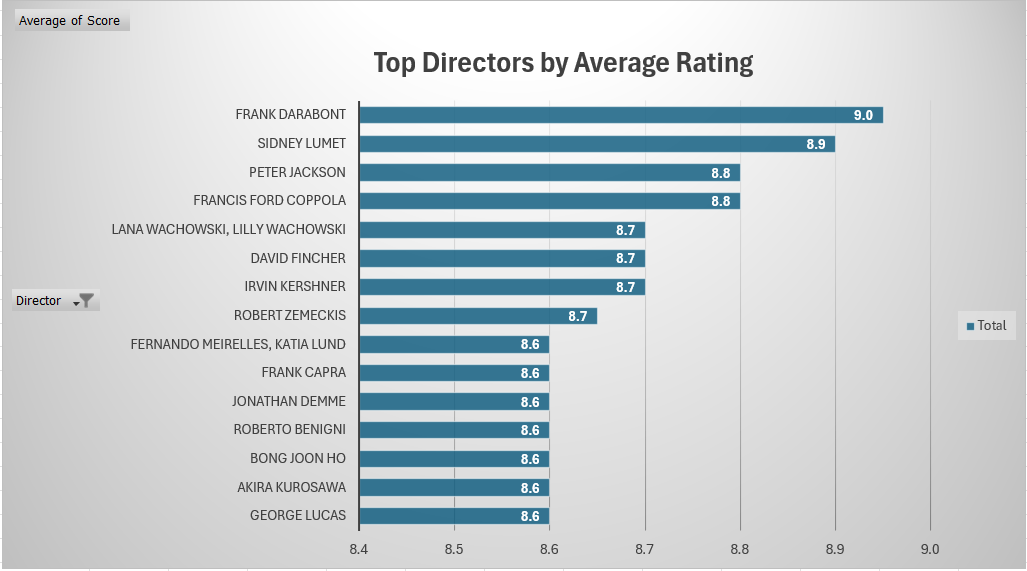 Average of Score
Top Directors by Average Rating
FRANK DARABONT 9.0
SIDNEY LUMET 8.9
PETER JACKSON 8.8
FRANCIS FORD COPPOLA 8.8
LANA WACHOWSKI, LILLY WACHOWSKI 8.7
DAVID FINCHER 8.7
IRVIN KERSHNER 8.7
Director
ROBERT ZEMECKIS 8.7
Total
FERNANDO MEIRELLES, KATIA LUND 8.6
FRANK CAPRA 8.6
JONATHAN DEMME 8.6
ROBERTO BENIGNI 8.6
BONG JOON HO 8.6
AKIRA KUROSAWA 8.6
GEORGE LUCAS 8.6
8.4 8.5 8.6 8.7 8.8 8.9 9.0